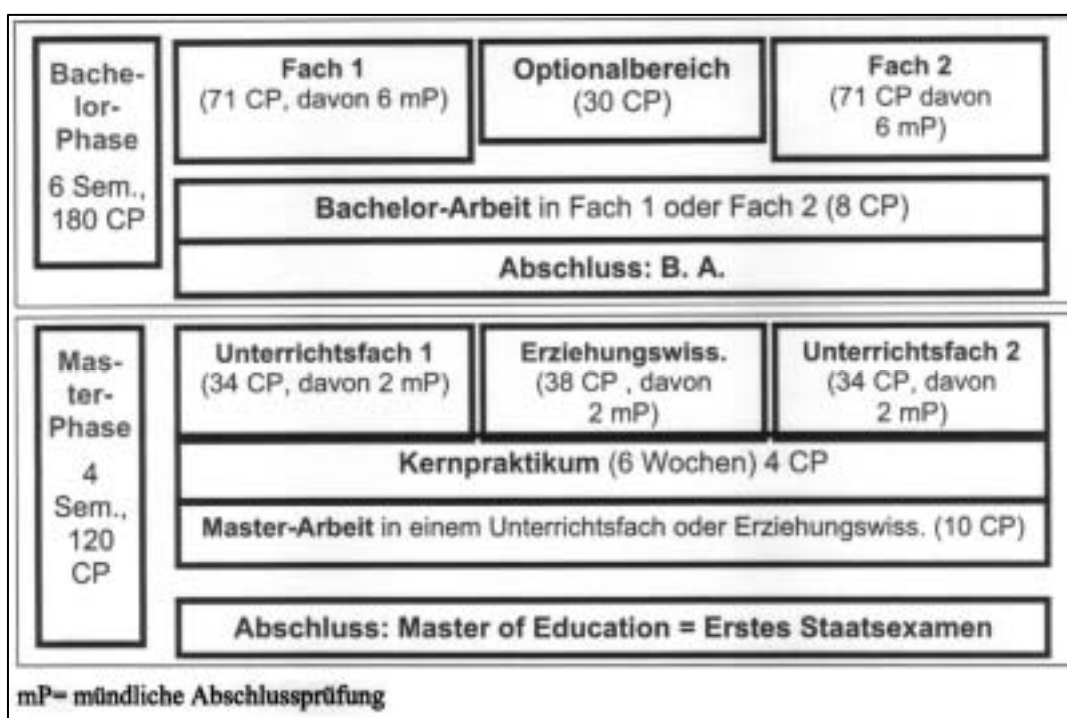 Bache-
lor-
Phase
6 Sem.,
180 CP
Fach 1
(71 CP, davon 6 mP)
Optionalbereich
(30 CP)
Fach 2
(71 CP davon
6 mP)
Bachelor-Arbeit in Fach 1 oder Fach 2 (8 CP)
Abschluss: B. A.
Mas-
ter-
Phase
4
Sem.,
120
CP
Unterrichtsfach 1
(34 CP, davon 2 mP)
Erziehungswiss.
(38 CP , davon
2 mP)
Unterrichtsfach 2
(34 CP, davon
2 mP)
Kernpraktikum (6 Wochen) 4 CP
Master-Arbeit in einem Unterrichtsfach oder Erziehungswiss. (10 CP)
Abschluss: Master of Education = Erstes Staatsexamen
mP= mündliche Abschlussprüfung